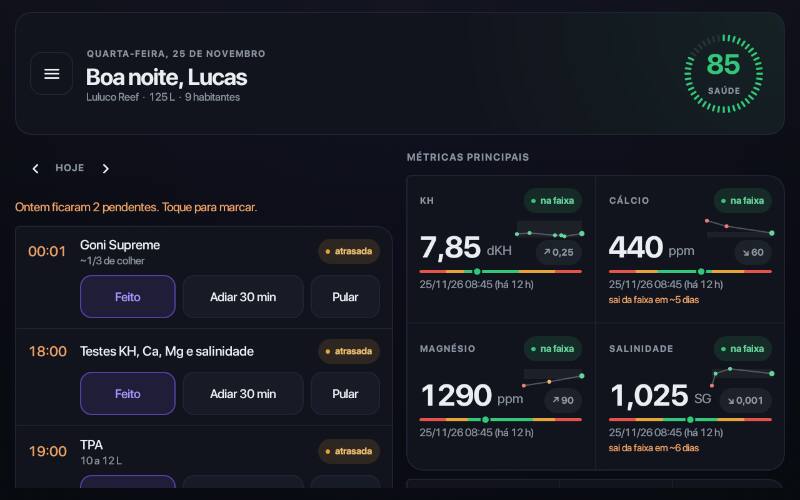 QUARTA-FEIRA, 25 DE NOVEMBRO
Boa noite, Lucas
Luluco Reef · 125 L · 9 habitantes
85
SAÚDE
HOJE
Ontem ficaram 2 pendentes. Toque para marcar.
00:01
Goni Supreme
~1/3 de colher
atrasada
Feito
Adiar 30 min
Pular
18:00
Testes KH, Ca, Mg e salinidade
atrasada
Feito
Adiar 30 min
Pular
19:00
TPA
10 a 12 L
atrasada
MÉTRICAS PRINCIPAIS
KH
na faixa
7,85 dKH
↗ 0,25
25/11/26 08:45 (há 12 h)
CÁLCIO
na faixa
440 ppm
↘ 60
25/11/26 08:45 (há 12 h)
sai da faixa em ~5 dias
MAGNÉSIO
na faixa
1290 ppm
↗ 90
25/11/26 08:45 (há 12 h)
SALINIDADE
na faixa
1,025 SG
↘ 0,001
25/11/26 08:45 (há 12 h)
sai da faixa em ~6 dias